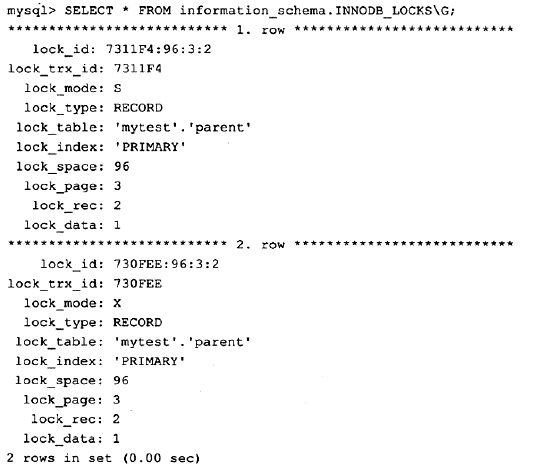 mysql> SELECT * FROM information_schema.INNODB_LOCKS\G;
*************************** 1. row ***************************
lock_id: 7311F4:96:3:2
lock_trx_id: 7311F4
lock_mode: S
lock_type: RECORD
lock_table: 'mytest'.'parent'
lock_index: 'PRIMARY'
lock_space: 96
lock_page: 3
lock_rec: 2
lock_data: 1
*************************** 2. row ***************************
lock_id: 730FEE:96:3:2
lock_trx_id: 730FEE
lock_mode: X
lock_type: RECORD
lock_table: 'mytest'.'parent'
lock_index: 'PRIMARY'
lock_space: 96
lock_page: 3
lock_rec: 2
lock_data: 1
2 rows in set (0.00 sec)